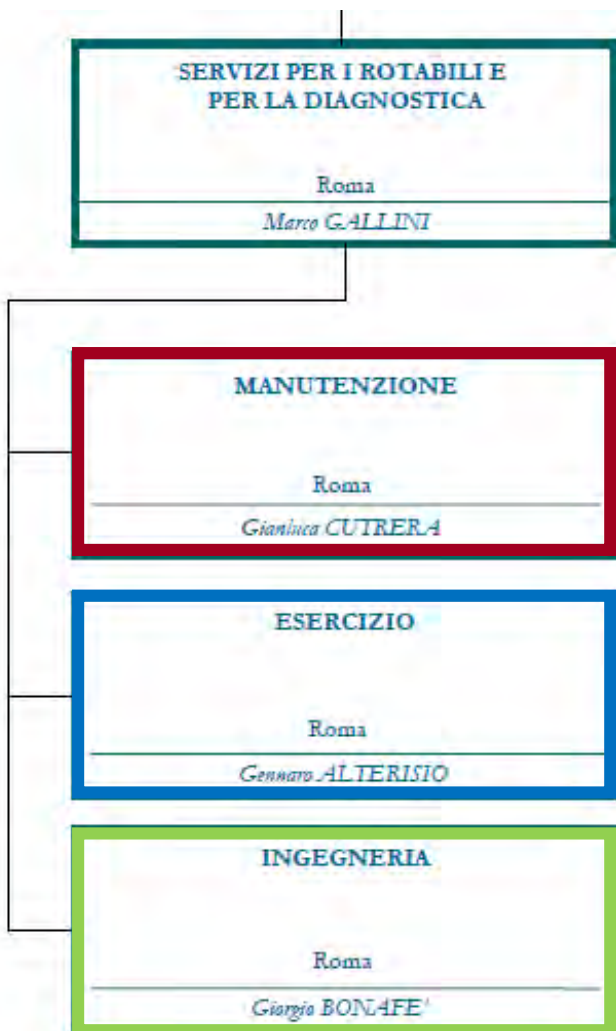 SERVIZI PER I ROTABILI E
PER LA DIAGNOSTICA
Roma
Marco GALLINI
MANUTENZIONE
Roma
Gianluca CUTRERA
ESERCIZIO
Roma
Gennaro ALTERISIO
INGEGNERIA
Roma
Giorgio BONAFE'